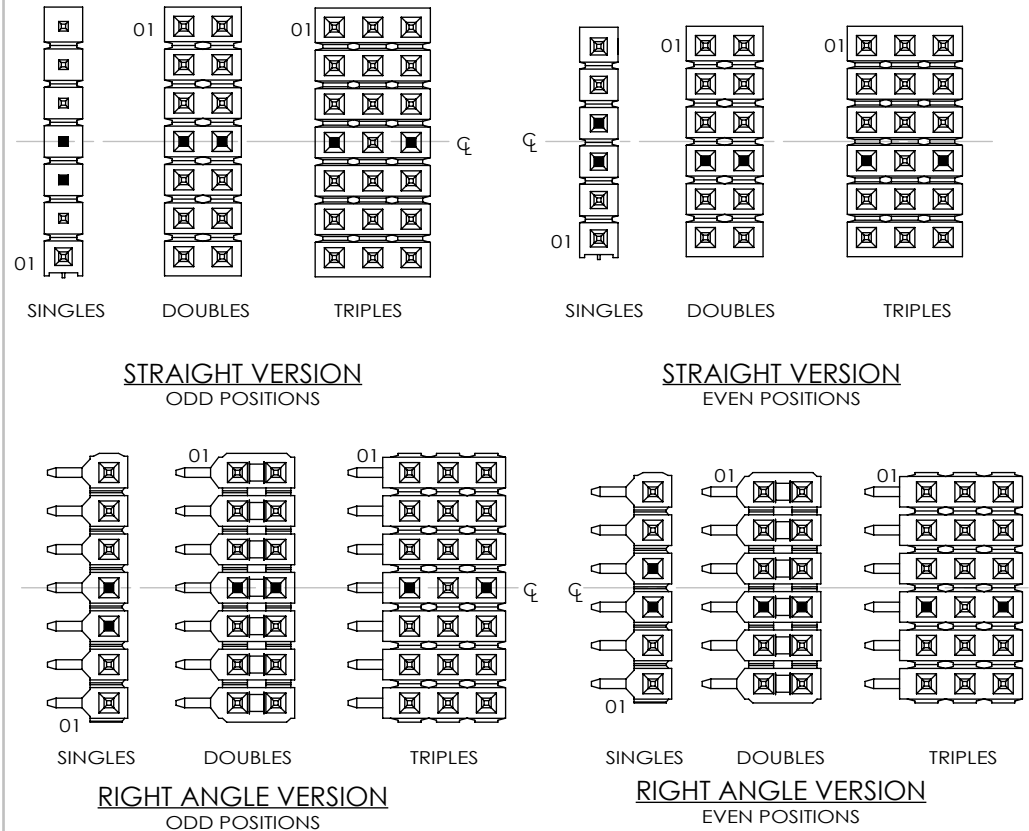 01
01
01
℄
SINGLES
DOUBLES
TRIPLES
STRAIGHT VERSION
ODD POSITIONS
01
01
℄
01
SINGLES
DOUBLES
TRIPLES
STRAIGHT VERSION
EVEN POSITIONS
01
01
℄
01
SINGLES
DOUBLES
TRIPLES
RIGHT ANGLE VERSION
ODD POSITIONS
01
01
℄
01
SINGLES
DOUBLES
TRIPLES
RIGHT ANGLE VERSION
EVEN POSITIONS